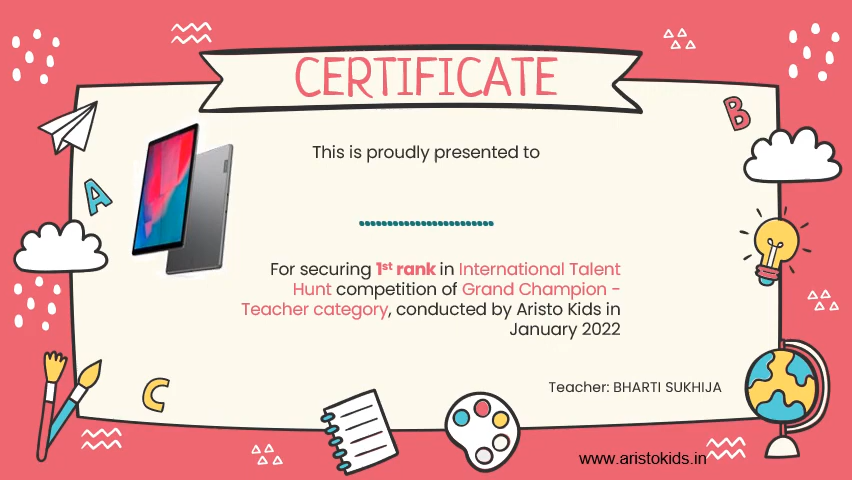 CERTIFICATE
B
This is proudly presented to
A
For securing 1st rank in International Talent
Hunt competition of Grand Champion -
Teacher category, conducted by Aristo Kids in
January 2022
Teacher: BHARTI SUKHIJA
C
www.aristokids.in